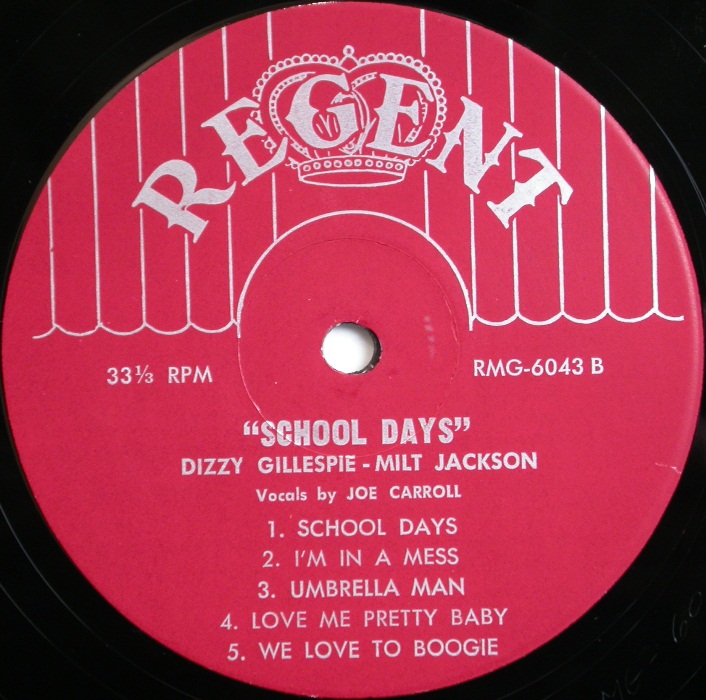 REGENT
33⅓ RPM
RMG-6043 B
"SCHOOL DAYS"
DIZZY GILLESPIE - MILT JACKSON
Vocals by JOE CARROLL
1. SCHOOL DAYS
2. I'M IN A MESS
3. UMBRELLA MAN
4. LOVE ME PRETTY BABY
5. WE LOVE TO BOOGIE